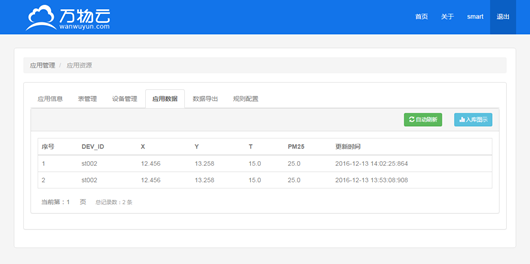 万物云
wanwuyun.com
首页 关于 smart 退出
应用管理 应用资源
应用信息 表管理 设备管理 应用数据 数据导出 规则配置
自动刷新 入库图示
序号 DEV_ID X Y T PM25 更新时间
1 st002 12.456 13.258 15.0 25.0 2016-12-13 14:02:25:864
2 st002 12.456 13.258 15.0 25.0 2016-12-13 13:53:08:908
当前第：1 页 总记录数：2 条